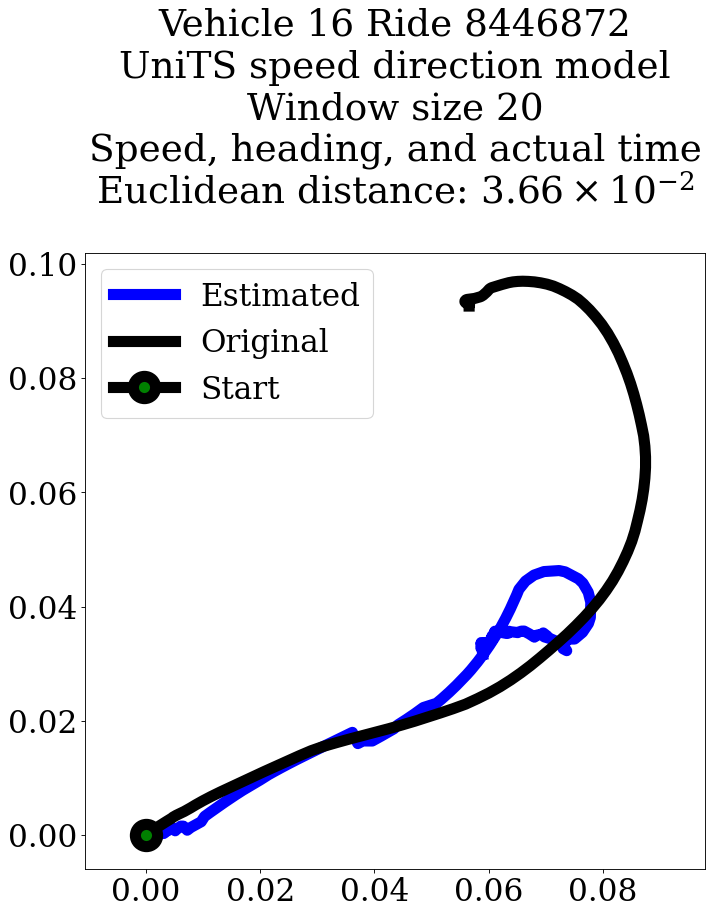 Vehicle 16 Ride 8446872
UniTS speed direction model
Window size 20
Speed, heading, and actual time
Euclidean distance: 3.66 × 10⁻²
0.10
0.08
0.06
0.04
0.02
0.00
Estimated
Original
Start
0.00 0.02 0.04 0.06 0.08